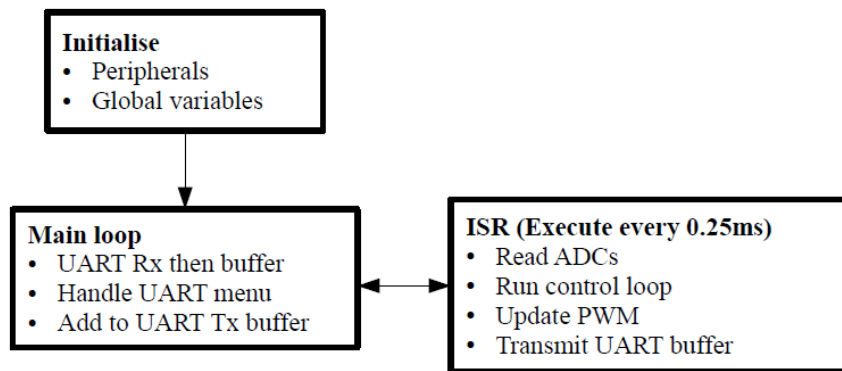 Initialise
• Peripherals
• Global variables
Main loop
• UART Rx then buffer
• Handle UART menu
• Add to UART Tx buffer
ISR (Execute every 0.25ms)
• Read ADCs
• Run control loop
• Update PWM
• Transmit UART buffer